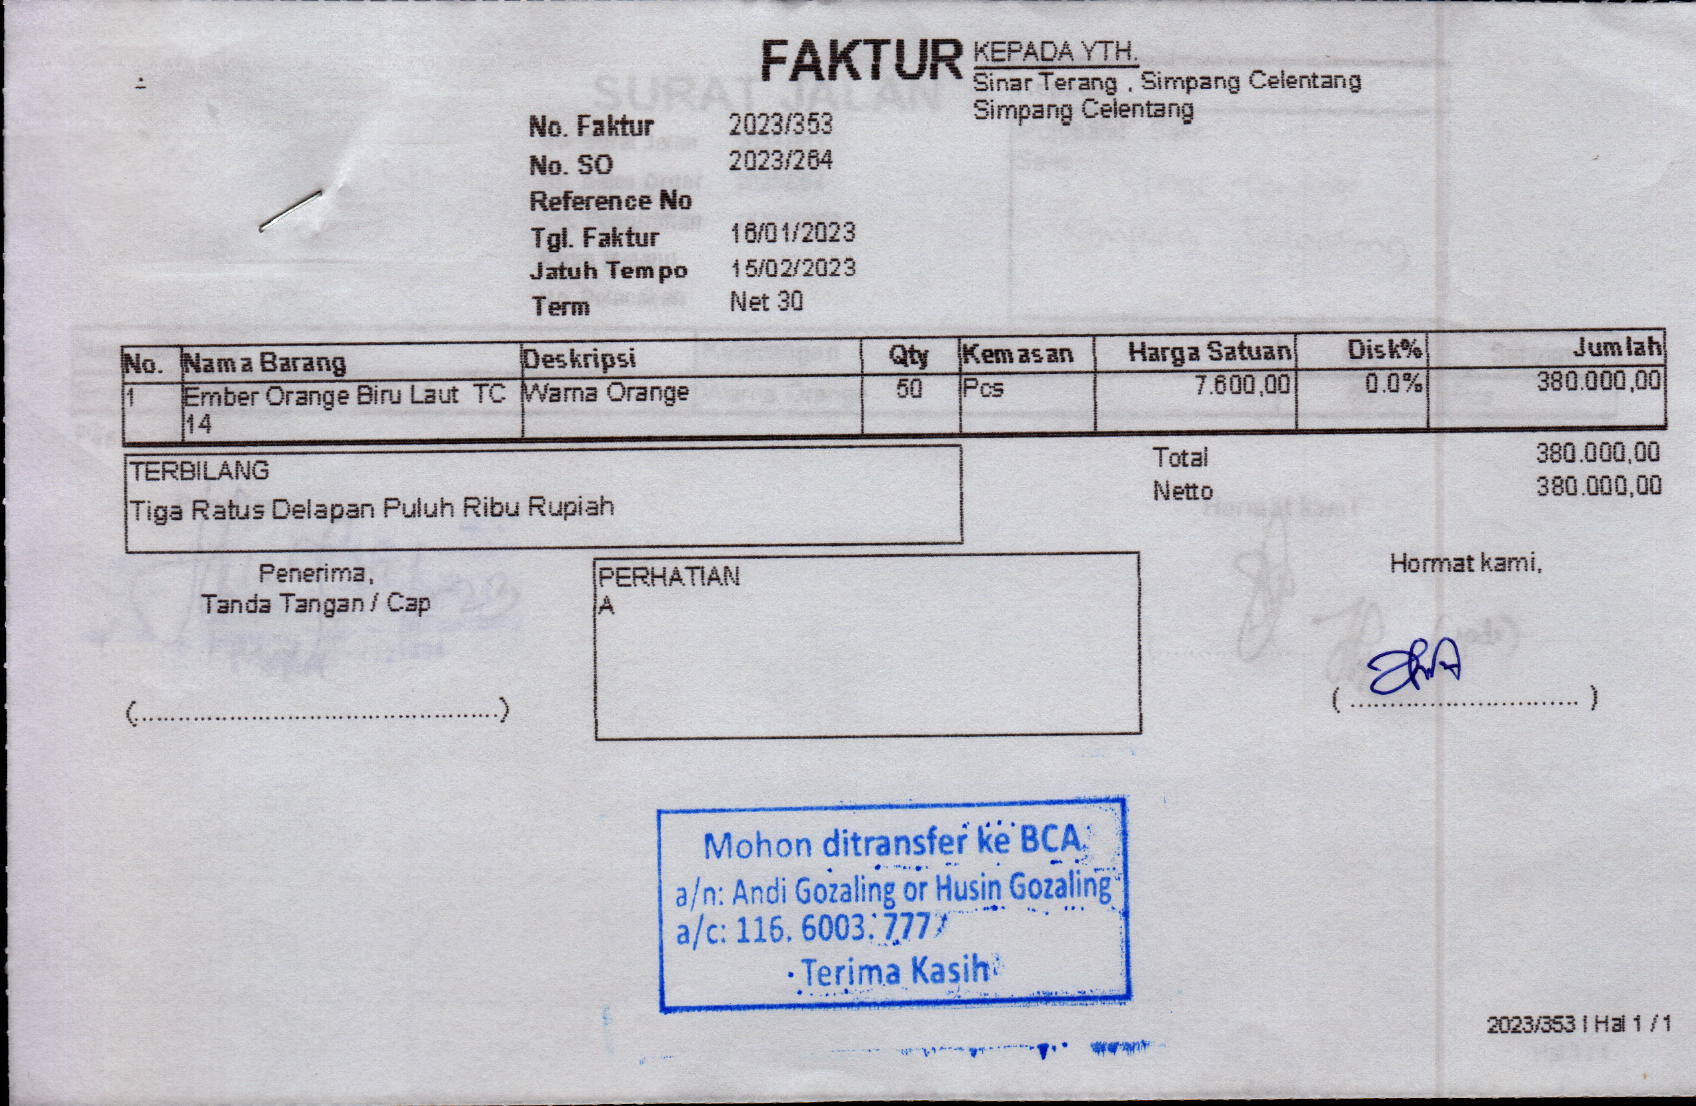 FAKTUR
KEPADA YTH.
Sinar Terang , Simpang Celentang
Simpang Celentang
No. Faktur 2023/353
No. SO 2023/264
Reference No
Tgl. Faktur 16/01/2023
Jatuh Tempo 15/02/2023
Term Net 30
No. Nama Barang Deskripsi Qty Kemasan Harga Satuan Disk% Jumlah
1 Ember Orange Biru Laut TC Warna Orange 50 Pcs 7.600,00 0.0% 380.000,00
14
Total 380.000,00
Netto 380.000,00
TERBILANG
Tiga Ratus Delapan Puluh Ribu Rupiah
Penerima,
Tanda Tangan / Cap
(..................................................)
PERHATIAN
A
Hormat kami,
( ............................... )
Mohon ditransfer ke BCA
a/n: Andi Gozaling or Husin Gozaling
a/c: 116. 6003. 777
Terima Kasih
2023/353 | Hal 1 / 1
SURAT JALAN
Hormat kami